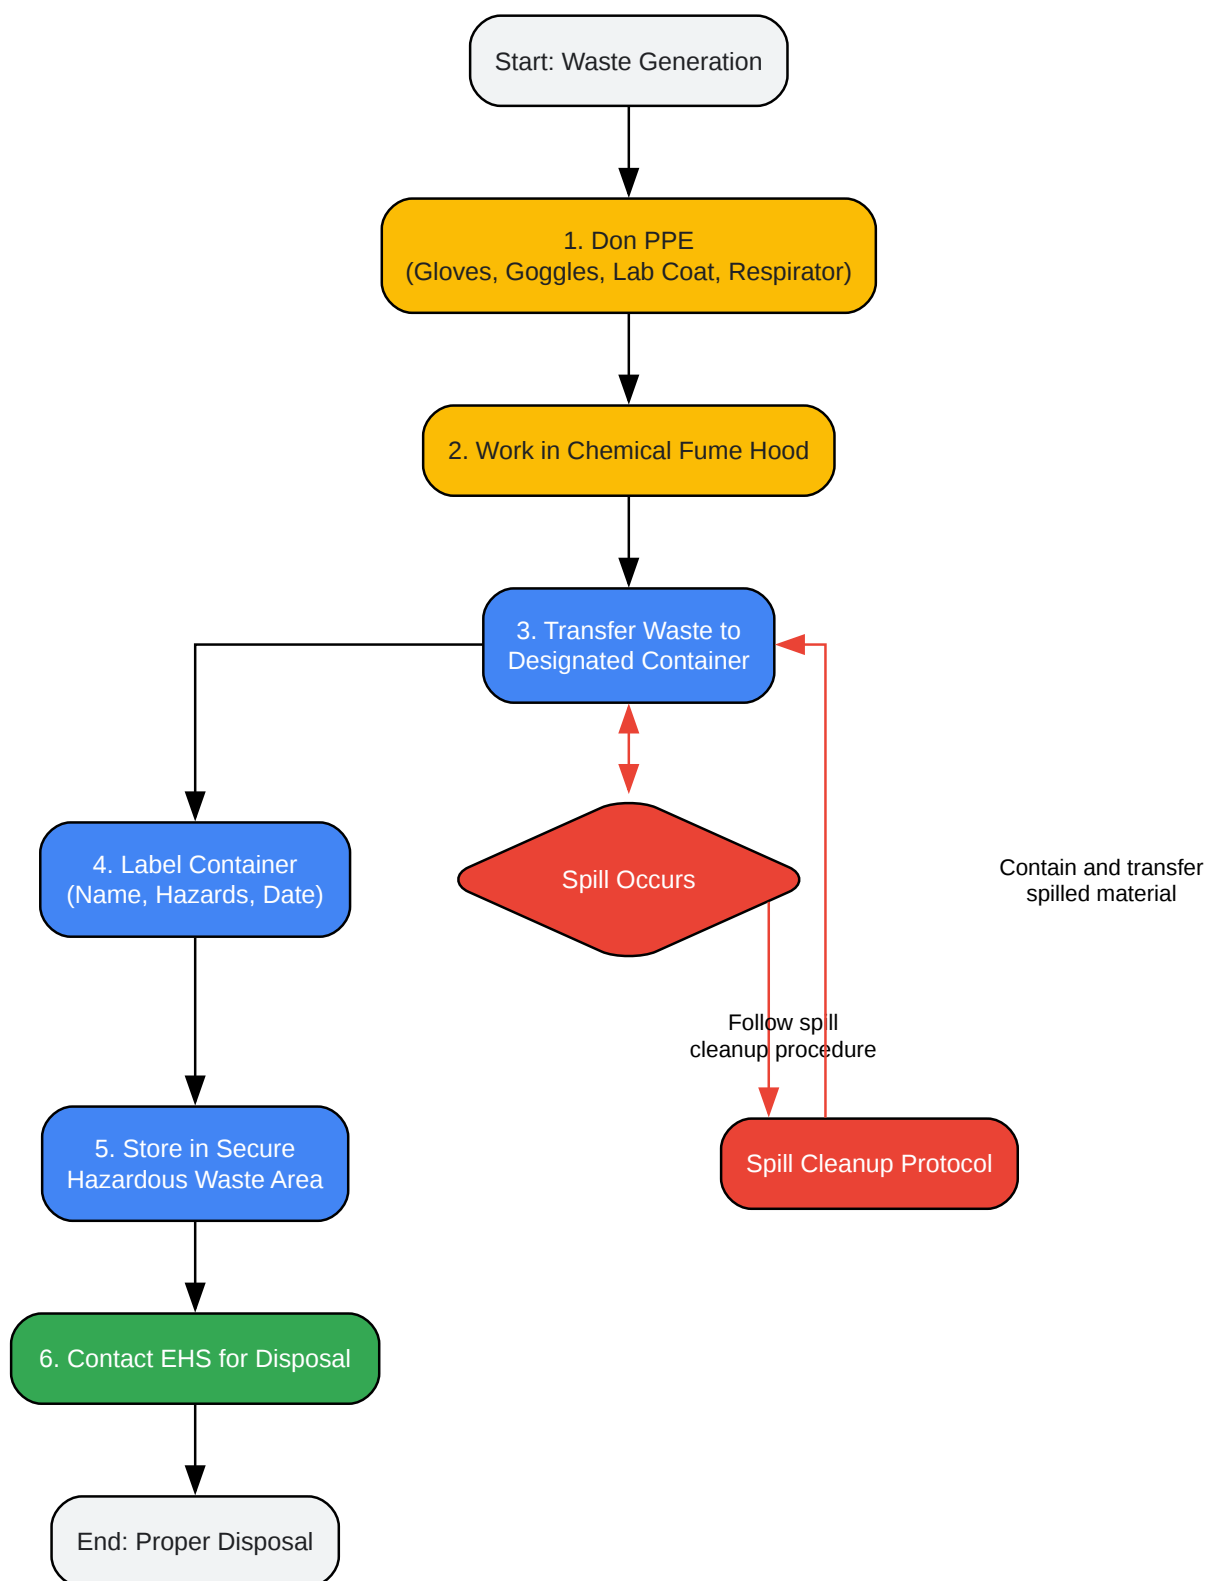 Start: Waste Generation
1. Don PPE
(Gloves, Goggles, Lab Coat, Respirator)
2. Work in Chemical Fume Hood
3. Transfer Waste to
Designated Container
4. Label Container
(Name, Hazards, Date)
Spill Occurs
Contain and transfer
spilled material
Follow spill
cleanup procedure
5. Store in Secure
Hazardous Waste Area
Spill Cleanup Protocol
6. Contact EHS for Disposal
End: Proper Disposal